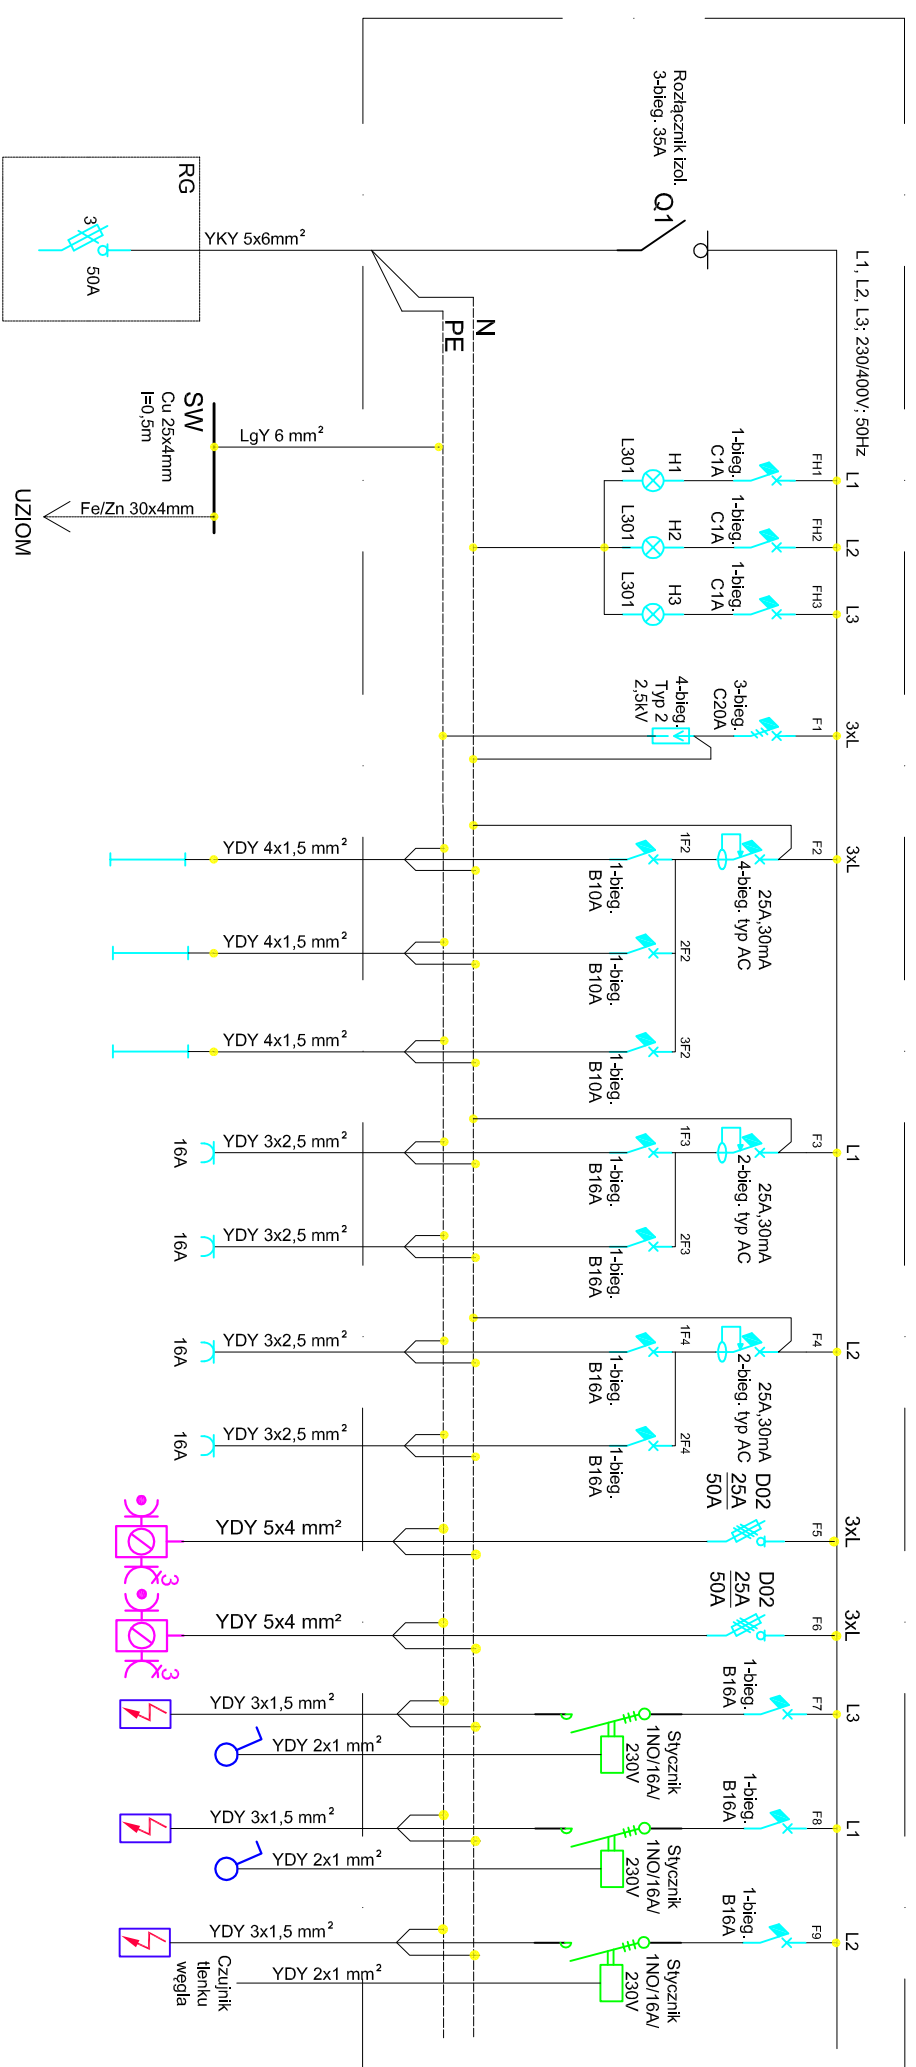 L1, L2, L3; 230/400V; 50Hz
Rozłącznik izol.
3-bieg. 35A
Q1
RG
3
50A
YKY 5x6mm²
N
PE
SW
Cu 25x4mm
l=0,5m
LgY 6 mm²
Fe/Zn 30x4mm
UZIOM
L1
FH1
1-bieg.
C1A
H1
L301
L2
FH2
1-bieg.
C1A
H2
L301
L3
FH3
1-bieg.
C1A
H3
L301
3xL
F1
3-bieg.
C20A
4-bieg.
Typ 2
2,5kV
3xL
F2
25A,30mA
4-bieg. typ AC
1F2
1-bieg.
B10A
YDY 4x1,5 mm²
2F2
1-bieg.
B10A
YDY 4x1,5 mm²
3F2
1-bieg.
B10A
YDY 4x1,5 mm²
L1
F3
25A,30mA
2-bieg. typ AC
1F3
1-bieg.
B16A
YDY 3x2,5 mm²
16A
2F3
1-bieg.
B16A
YDY 3x2,5 mm²
16A
L2
F4
25A,30mA
2-bieg. typ AC
1F4
1-bieg.
B16A
YDY 3x2,5 mm²
16A
2F4
1-bieg.
B16A
YDY 3x2,5 mm²
16A
3xL
F5
D02
25A
50A
YDY 5x4 mm²
3
3xL
F6
D02
25A
50A
YDY 5x4 mm²
3
L3
F7
1-bieg.
B16A
Stycznik
1NO/16A/
230V
YDY 3x1,5 mm²
YDY 2x1 mm²
L1
F8
1-bieg.
B16A
Stycznik
1NO/16A/
230V
YDY 3x1,5 mm²
YDY 2x1 mm²
L2
F9
1-bieg.
B16A
Stycznik
1NO/16A/
230V
YDY 3x1,5 mm²
YDY 2x1 mm²
Czujnik
tlenku
węgla